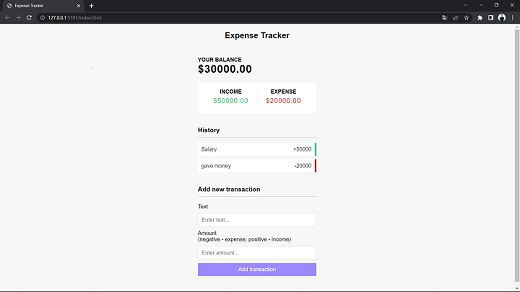 Expense Tracker
127.0.0.1:5501/index.html
Expense Tracker
YOUR BALANCE
$30000.00
INCOME
EXPENSE
$50000.00
$20000.00
History
Salary
+50000
gave money
-20000
Add new transaction
Text
Enter text...
Amount
(negative - expense, positive - income)
Enter amount...
Add transaction